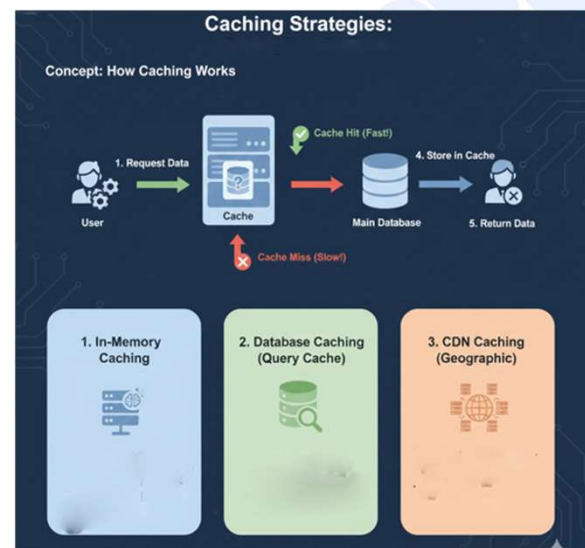 Caching Strategies:
Concept: How Caching Works
Cache Hit (Fast!)
1. Request Data
4. Store in Cache
User
Cache
Main Database
5. Return Data
Cache Miss (Slow!)
1. In-Memory
Caching
2. Database Caching
(Query Cache)
3. CDN Caching
(Geographic)